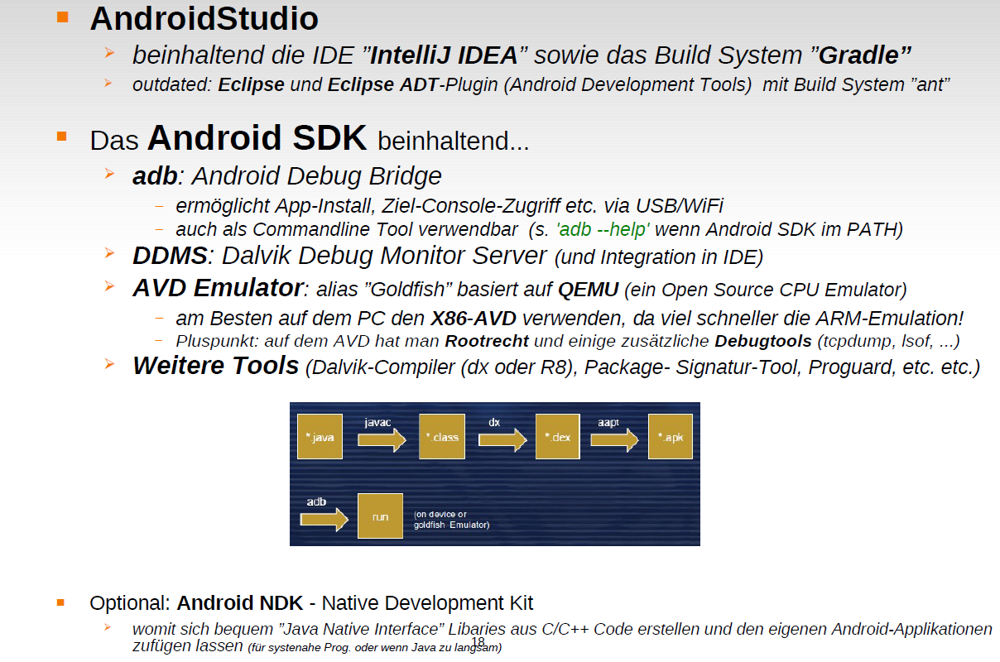 AndroidStudio
beinhaltend die IDE ”IntelliJ IDEA” sowie das Build System ”Gradle”
outdated: Eclipse und Eclipse ADT-Plugin (Android Development Tools) mit Build System ”ant”
Das Android SDK beinhaltend...
adb: Android Debug Bridge
– ermöglicht App-Install, Ziel-Console-Zugriff etc. via USB/WiFi
– auch als Commandline Tool verwendbar (s. 'adb --help' wenn Android SDK im PATH)
DDMS: Dalvik Debug Monitor Server (und Integration in IDE)
AVD Emulator: alias ”Goldfish” basiert auf QEMU (ein Open Source CPU Emulator)
– am Besten auf dem PC den X86-AVD verwenden, da viel schneller die ARM-Emulation!
– Pluspunkt: auf dem AVD hat man Rootrecht und einige zusätzliche Debugtools (tcpdump, lsof, ...)
Weitere Tools (Dalvik-Compiler (dx oder R8), Package- Signatur-Tool, Proguard, etc. etc.)
javac dx aapt
*.java *.class *.dex *.apk
adb
run
(on device or
goldfish Emulator)
Optional: Android NDK - Native Development Kit
womit sich bequem ”Java Native Interface” Libaries aus C/C++ Code erstellen und den eigenen Android-Applikationen
zufügen lassen (für systenahe Prog. oder wenn Java zu langsam)
18